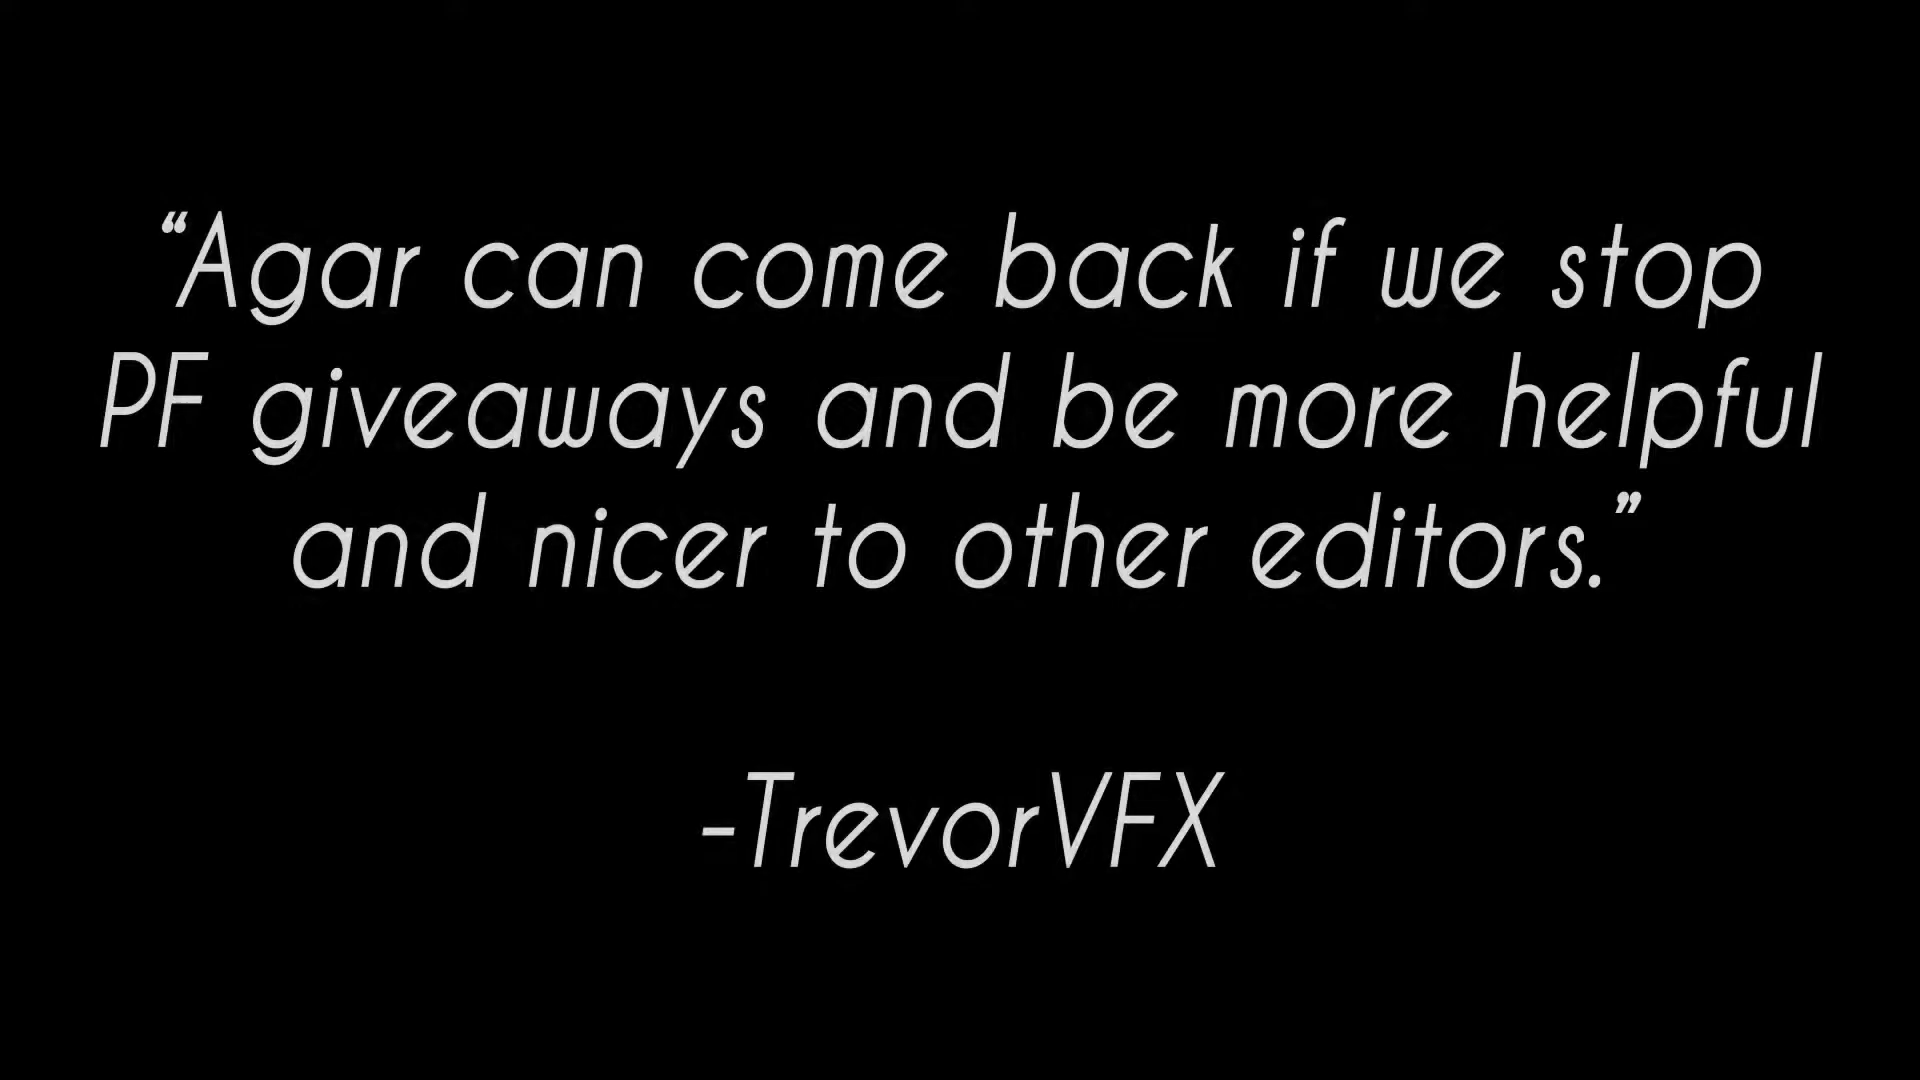 “Agar can come back if we stop
PF giveaways and be more helpful
and nicer to other editors.”
-TrevorVFX